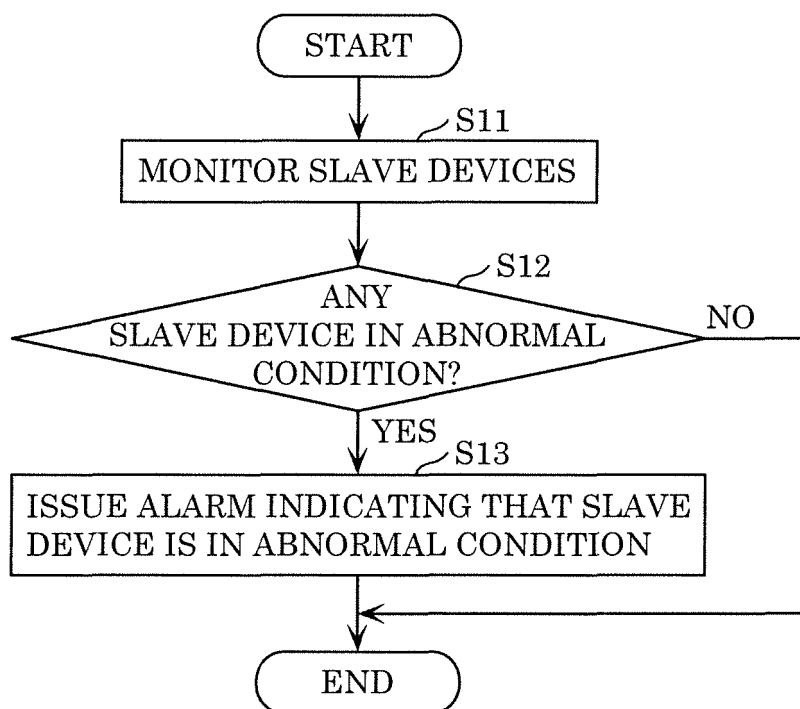 START
S11
MONITOR SLAVE DEVICES
S12
ANY
SLAVE DEVICE IN ABNORMAL
CONDITION?
NO
YES
S13
ISSUE ALARM INDICATING THAT SLAVE
DEVICE IS IN ABNORMAL CONDITION
END